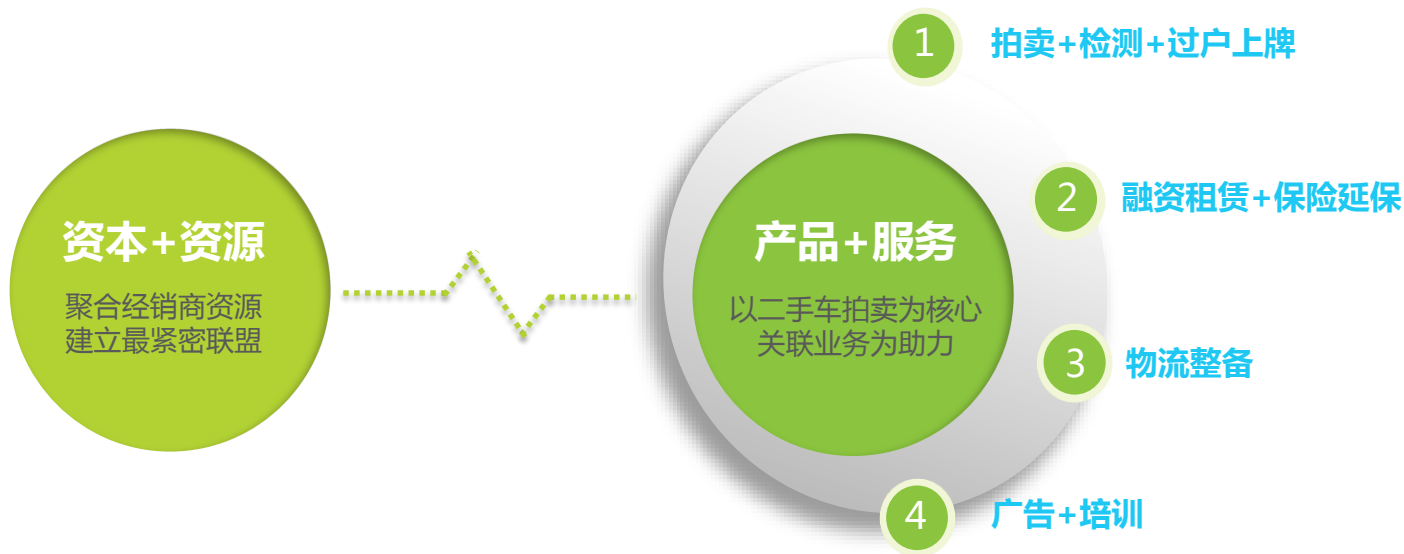 资本+资源
聚合经销商资源
建立最紧密联盟
产品+服务
以二手车拍卖为核心
关联业务为助力
1
拍卖+检测+过户上牌
2
融资租赁+保险延保
3
物流整备
4
广告+培训